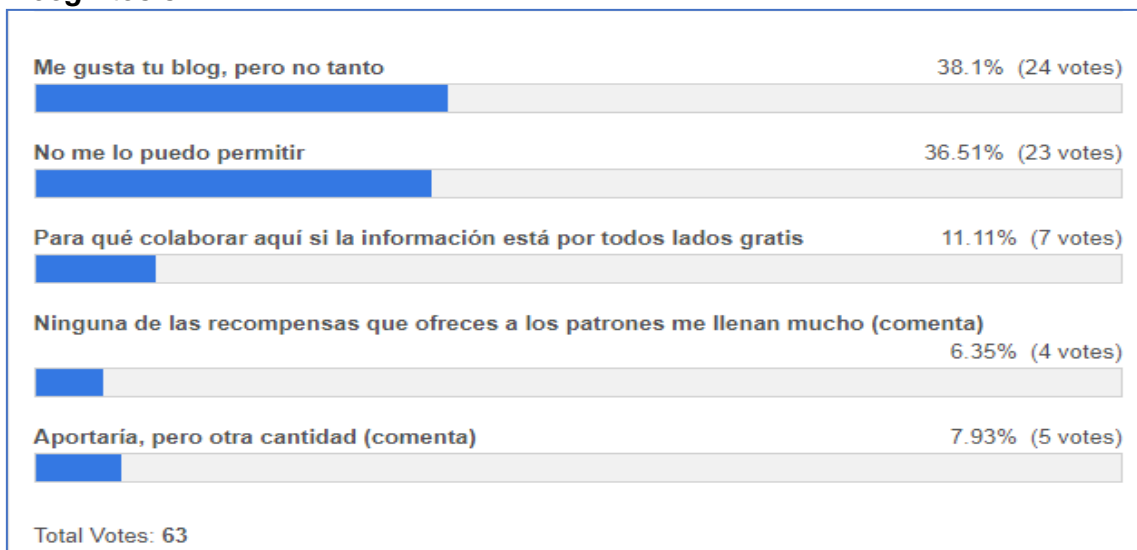 Me gusta tu blog, pero no tanto 38.1% (24 votes)
No me lo puedo permitir 36.51% (23 votes)
Para qué colaborar aquí si la información está por todos lados gratis 11.11% (7 votes)
Ninguna de las recompensas que ofreces a los patrones me llenan mucho (comenta)
6.35% (4 votes)
Aportaría, pero otra cantidad (comenta) 7.93% (5 votes)
Total Votes: 63